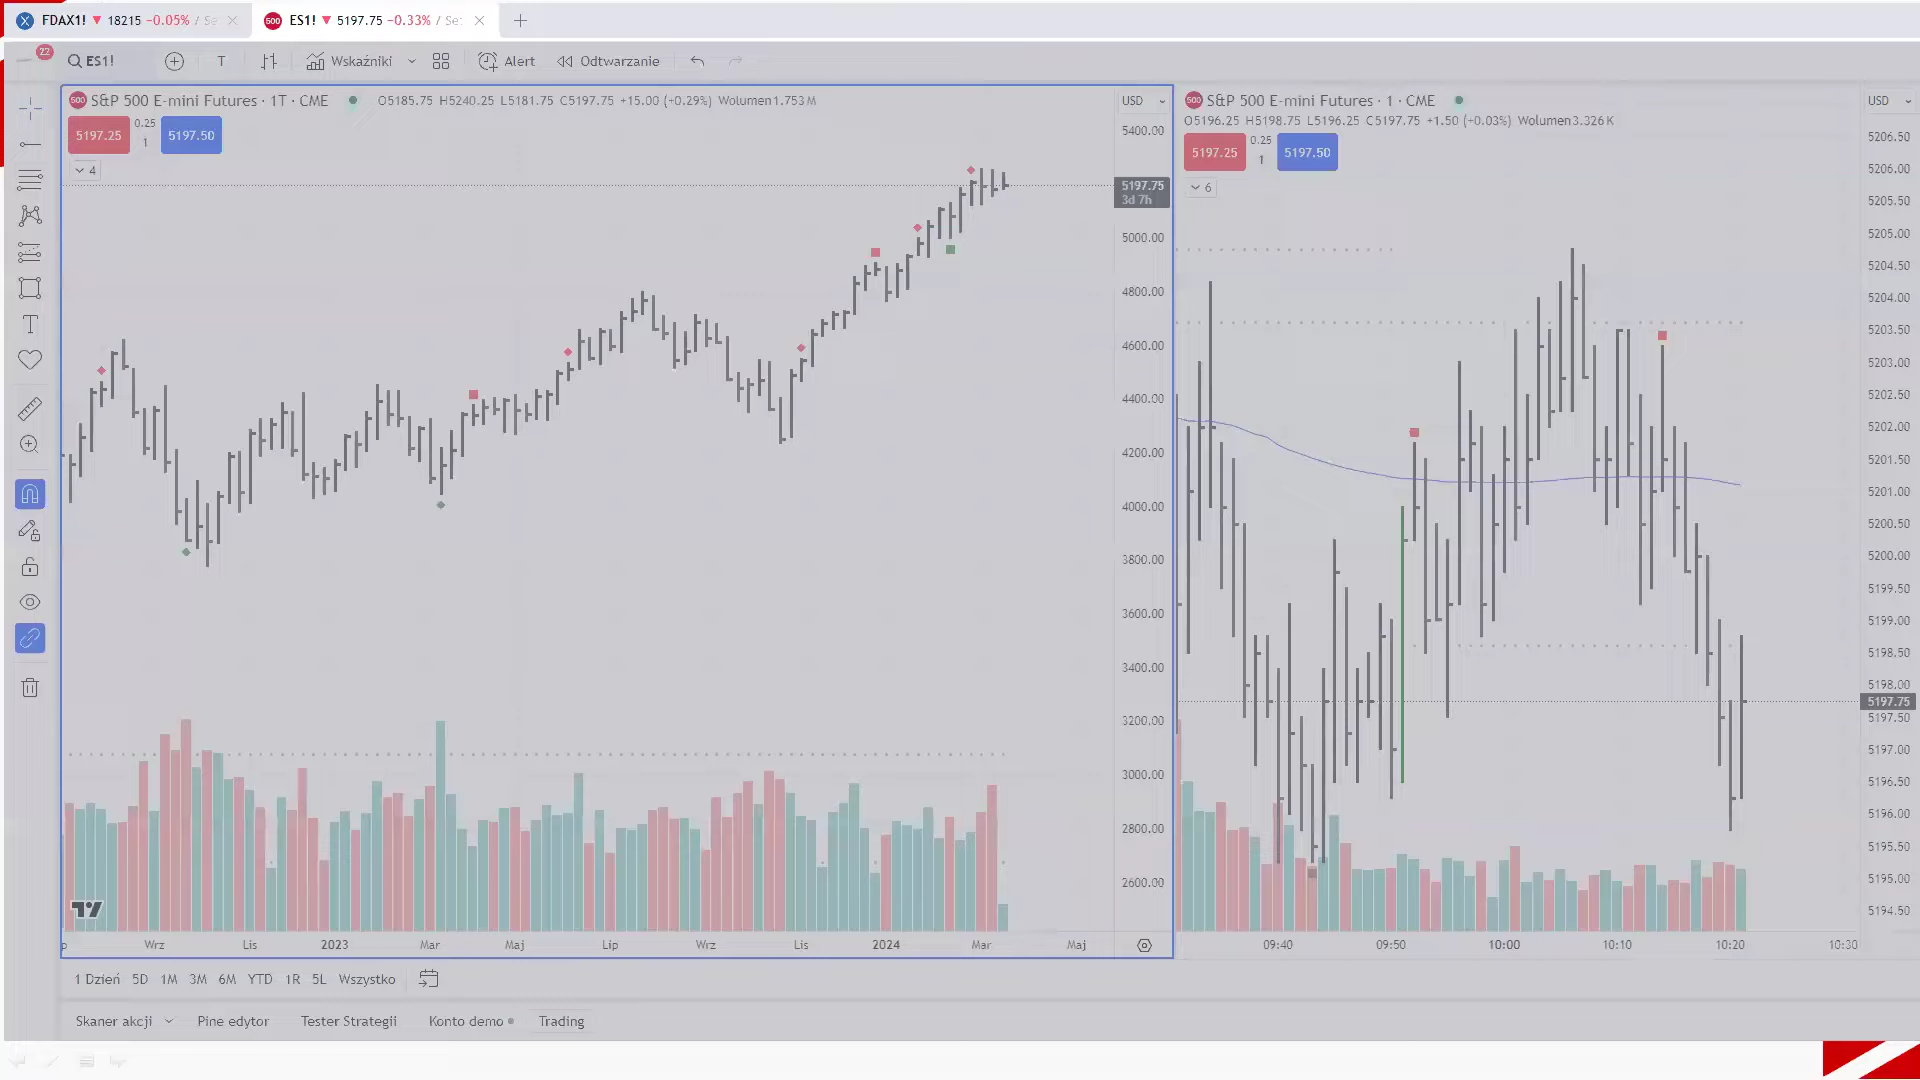 FDAX1! ▼ 18215 −0.05% / Se
ES1! ▼ 5197.75 −0.33% / Se
22
ES1!
T
Wskaźniki
Alert
Odtwarzanie
500 S&P 500 E-mini Futures · 1T · CME
O5185.75 H5240.25 L5181.75 C5197.75 +15.00 (+0.29%) Wolumen1.753 M
USD
5197.25
0.25
1
5197.50
4
5400.00
5197.75
3d 7h
5000.00
4800.00
4600.00
4400.00
4200.00
4000.00
3800.00
3600.00
3400.00
3200.00
3000.00
2800.00
2600.00
Wrz
Lis
2023
Mar
Maj
Lip
Wrz
Lis
2024
Mar
Maj
500 S&P 500 E-mini Futures · 1 · CME
USD
O5196.25 H5198.75 L5196.25 C5197.75 +1.50 (+0.03%) Wolumen3.326 K
5197.25
0.25
1
5197.50
6
5206.50
5206.00
5205.50
5205.00
5204.50
5204.00
5203.50
5203.00
5202.50
5202.00
5201.50
5201.00
5200.50
5200.00
5199.50
5199.00
5198.50
5198.00
5197.75
5197.50
5197.00
5196.50
5196.00
5195.50
5195.00
5194.50
09:40
09:50
10:00
10:10
10:20
10:30
1 Dzień 5D 1M 3M 6M YTD 1R 5L Wszystko
Skaner akcji
Pine edytor
Tester Strategii
Konto demo
Trading